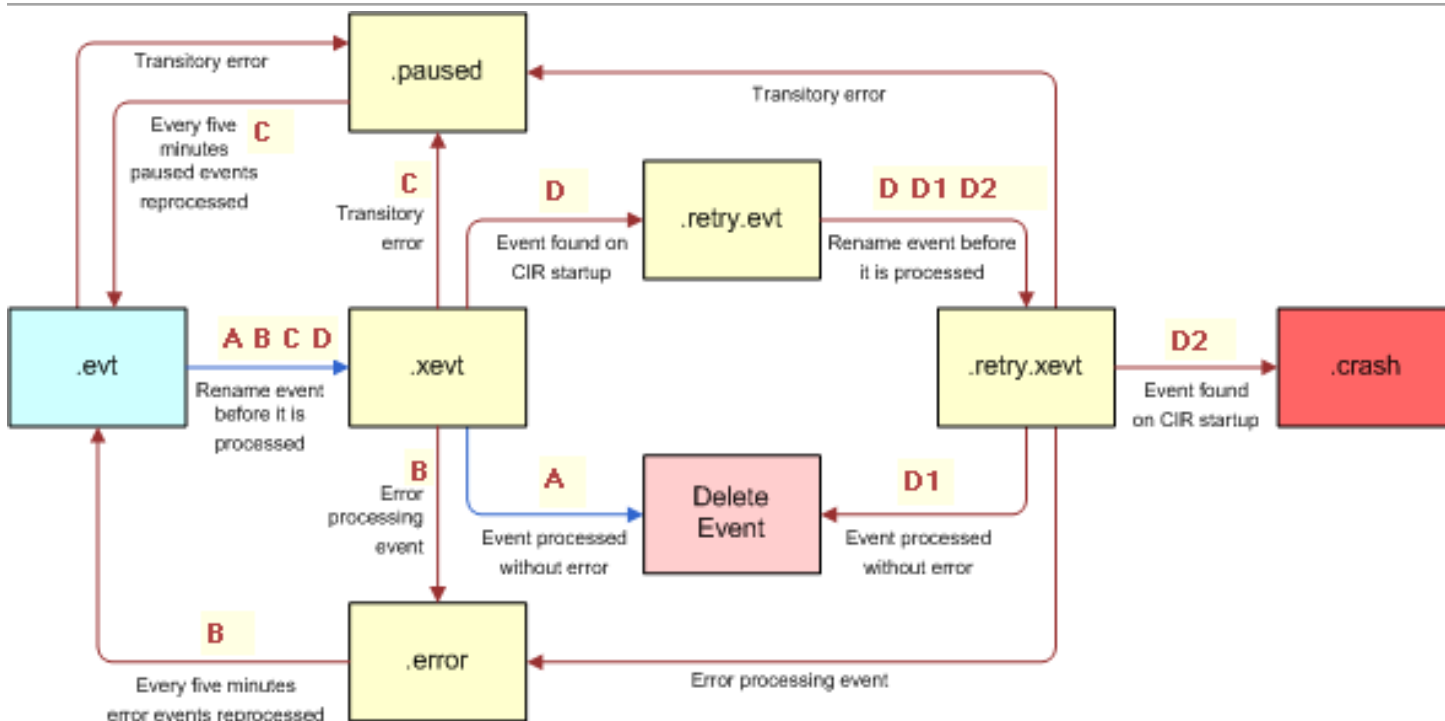 Transitory error
.paused
Transitory error
Every five
minutes
paused events
reprocessed
C
C
Transitory
error
D
Event found on
CIR startup
.retry.evt
D D1 D2
Rename event before
it is processed
.evt
A B C D
Rename event
before it is
processed
.xevt
.retry.xevt
D2
Event found
on CIR startup
.crash
B
Error
processing
event
A
Event processed
without error
Delete
Event
D1
Event processed
without error
B
Every five minutes
error events reprocessed
.error
Error processing event